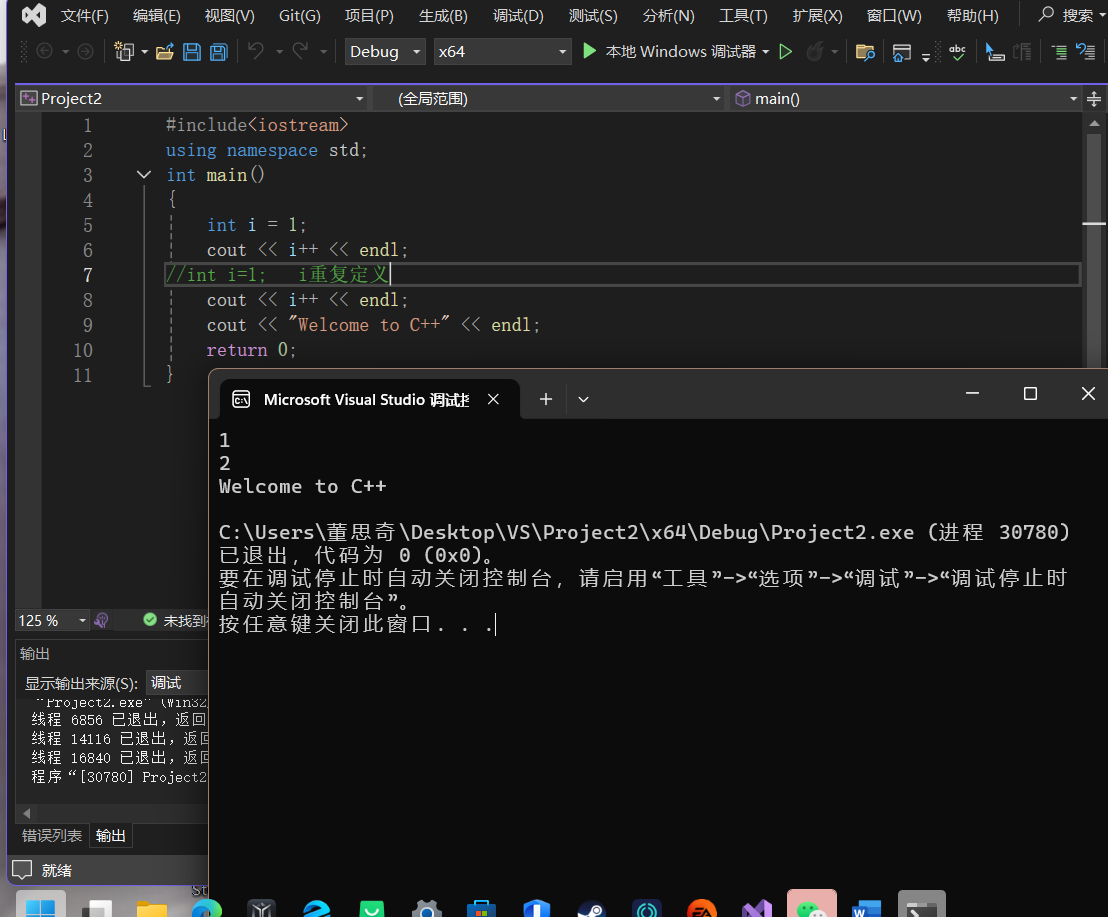 文件(F) 编辑(E) 视图(V) Git(G) 项目(P) 生成(B) 调试(D) 测试(S) 分析(N) 工具(T) 扩展(X) 窗口(W) 帮助(H) 搜索
Debug x64 本地 Windows 调试器
Project2 (全局范围) main()
1 #include<iostream>
2 using namespace std;
3 int main()
4 {
5 int i = 1;
6 cout << i++ << endl;
7 //int i=1; i重复定义
8 cout << i++ << endl;
9 cout << "Welcome to C++" << endl;
10 return 0;
11 }
Microsoft Visual Studio 调试控
1
2
Welcome to C++
C:\Users\董思奇\Desktop\VS\Project2\x64\Debug\Project2.exe (进程 30780)
已退出，代码为 0 (0x0)。
要在调试停止时自动关闭控制台，请启用“工具”->“选项”->“调试”->“调试停止时
自动关闭控制台”。
按任意键关闭此窗口. . .
125 % 未找到
输出
显示输出来源(S): 调试
“Project2.exe” (Win32
线程 6856 已退出，返回
线程 14116 已退出，返回
线程 16840 已退出，返回
程序“[30780] Project2
错误列表 输出
就绪